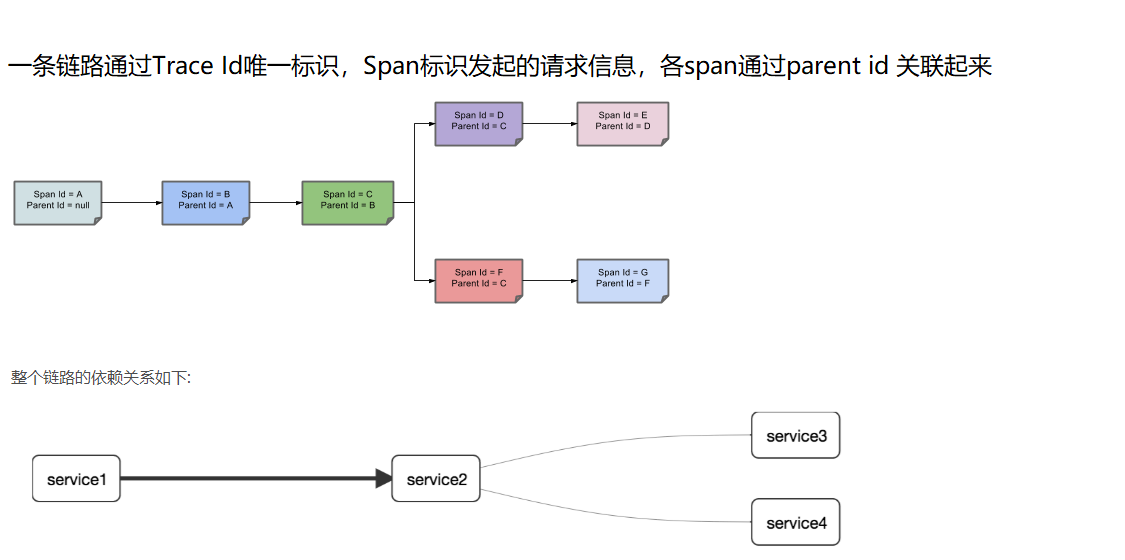 一条链路通过Trace Id唯一标识，Span标识发起的请求信息，各span通过parent id 关联起来
Span Id = D
Parent Id = C
Span Id = E
Parent Id = D
Span Id = A
Parent Id = null
Span Id = B
Parent Id = A
Span Id = C
Parent Id = B
Span Id = F
Parent Id = C
Span Id = G
Parent Id = F
整个链路的依赖关系如下:
service3
service1
service2
service4